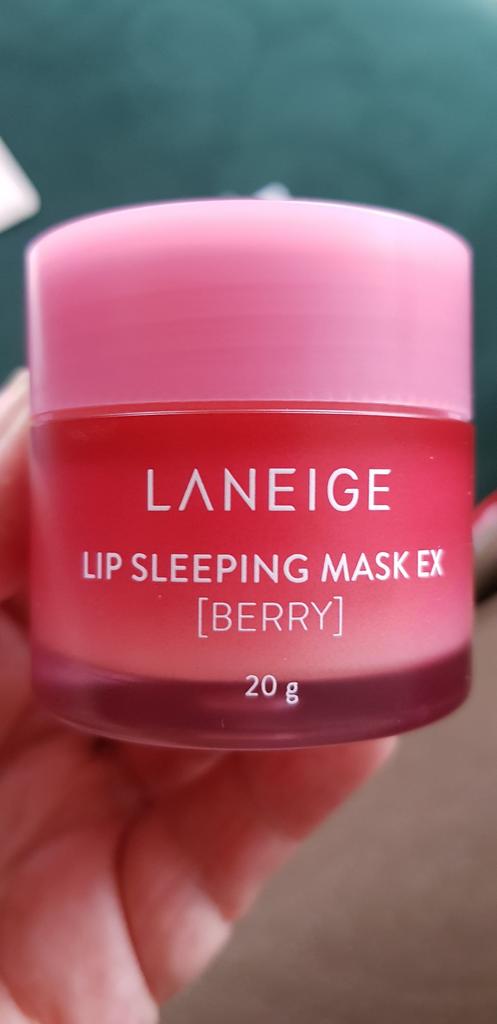 LANEIGE
LIP SLEEPING MASK EX
[BERRY]
20 g